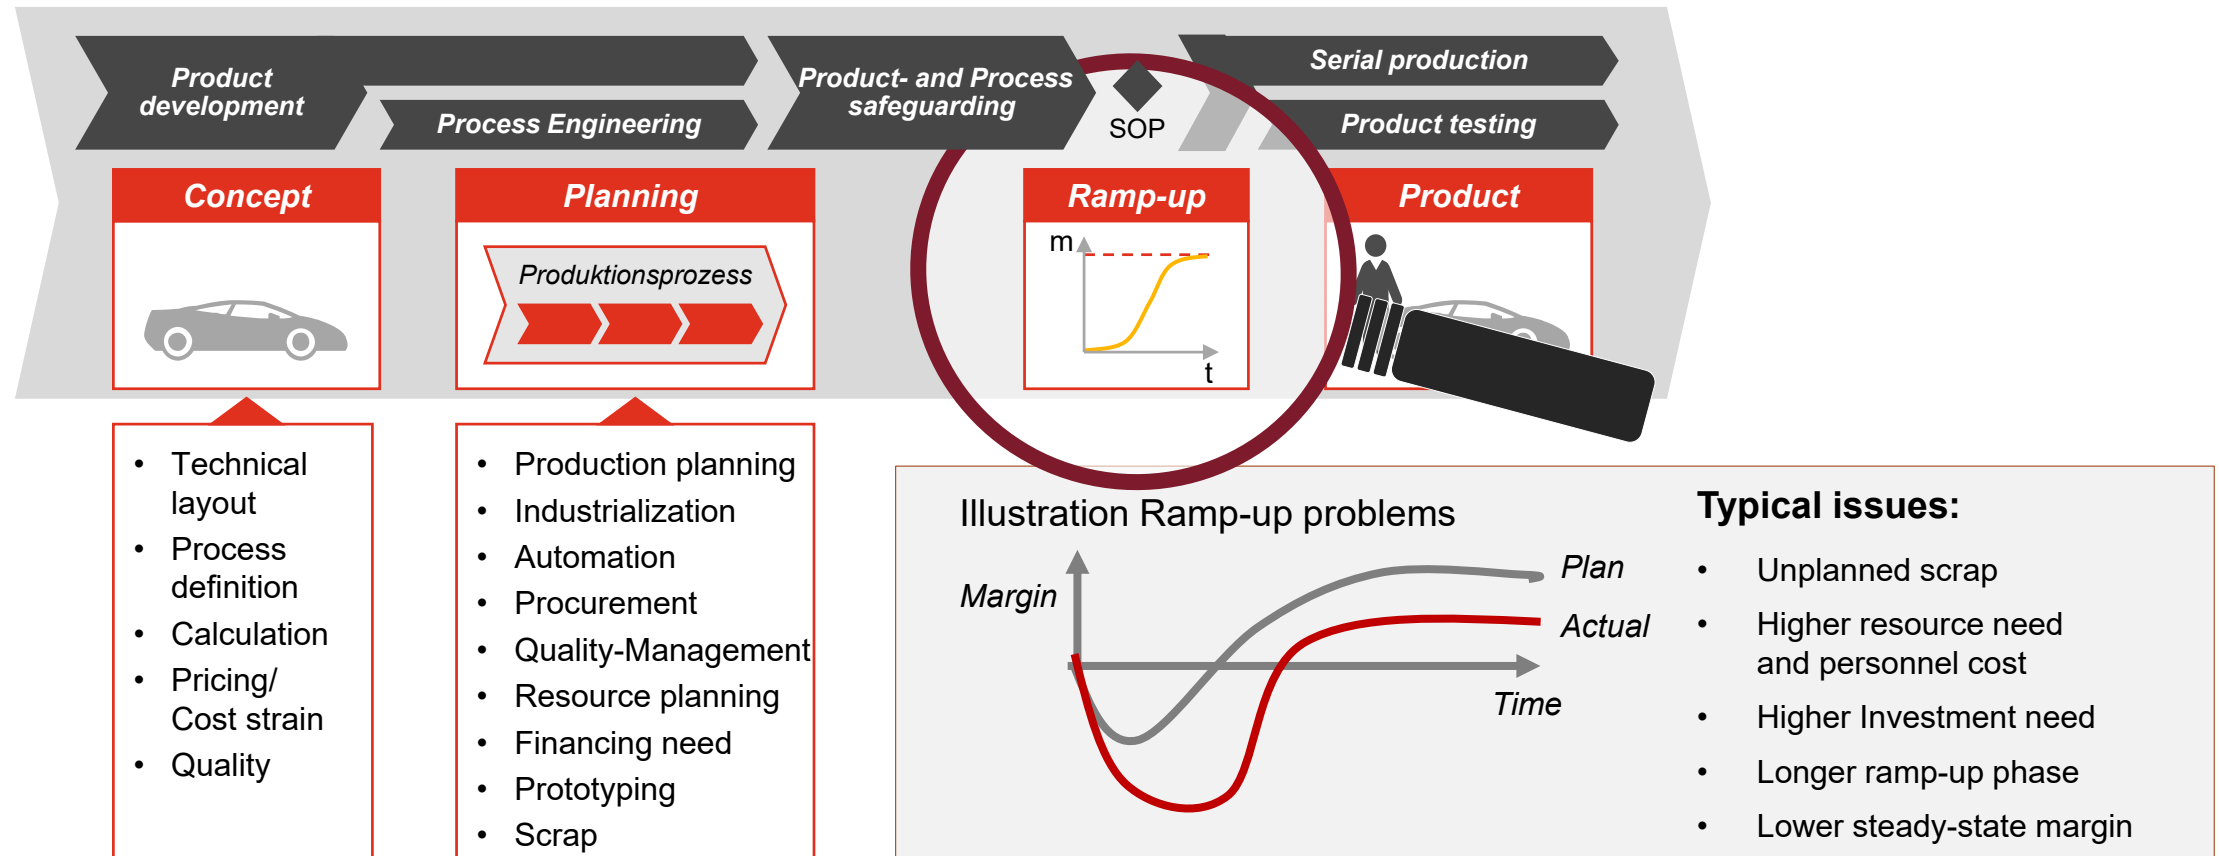 Product
development
Process Engineering
Product- and Process
safeguarding
SOP
Serial production
Product testing
Concept
Planning
Produktionsprozess
Ramp-up
m
t
Product
• Technical
layout
• Process
definition
• Calculation
• Pricing/
Cost strain
• Quality
• Production planning
• Industrialization
• Automation
• Procurement
• Quality-Management
• Resource planning
• Financing need
• Prototyping
• Scrap
Illustration Ramp-up problems
Margin
Plan
Actual
Time
Typical issues:
• Unplanned scrap
• Higher resource need
and personnel cost
• Higher Investment need
• Longer ramp-up phase
• Lower steady-state margin